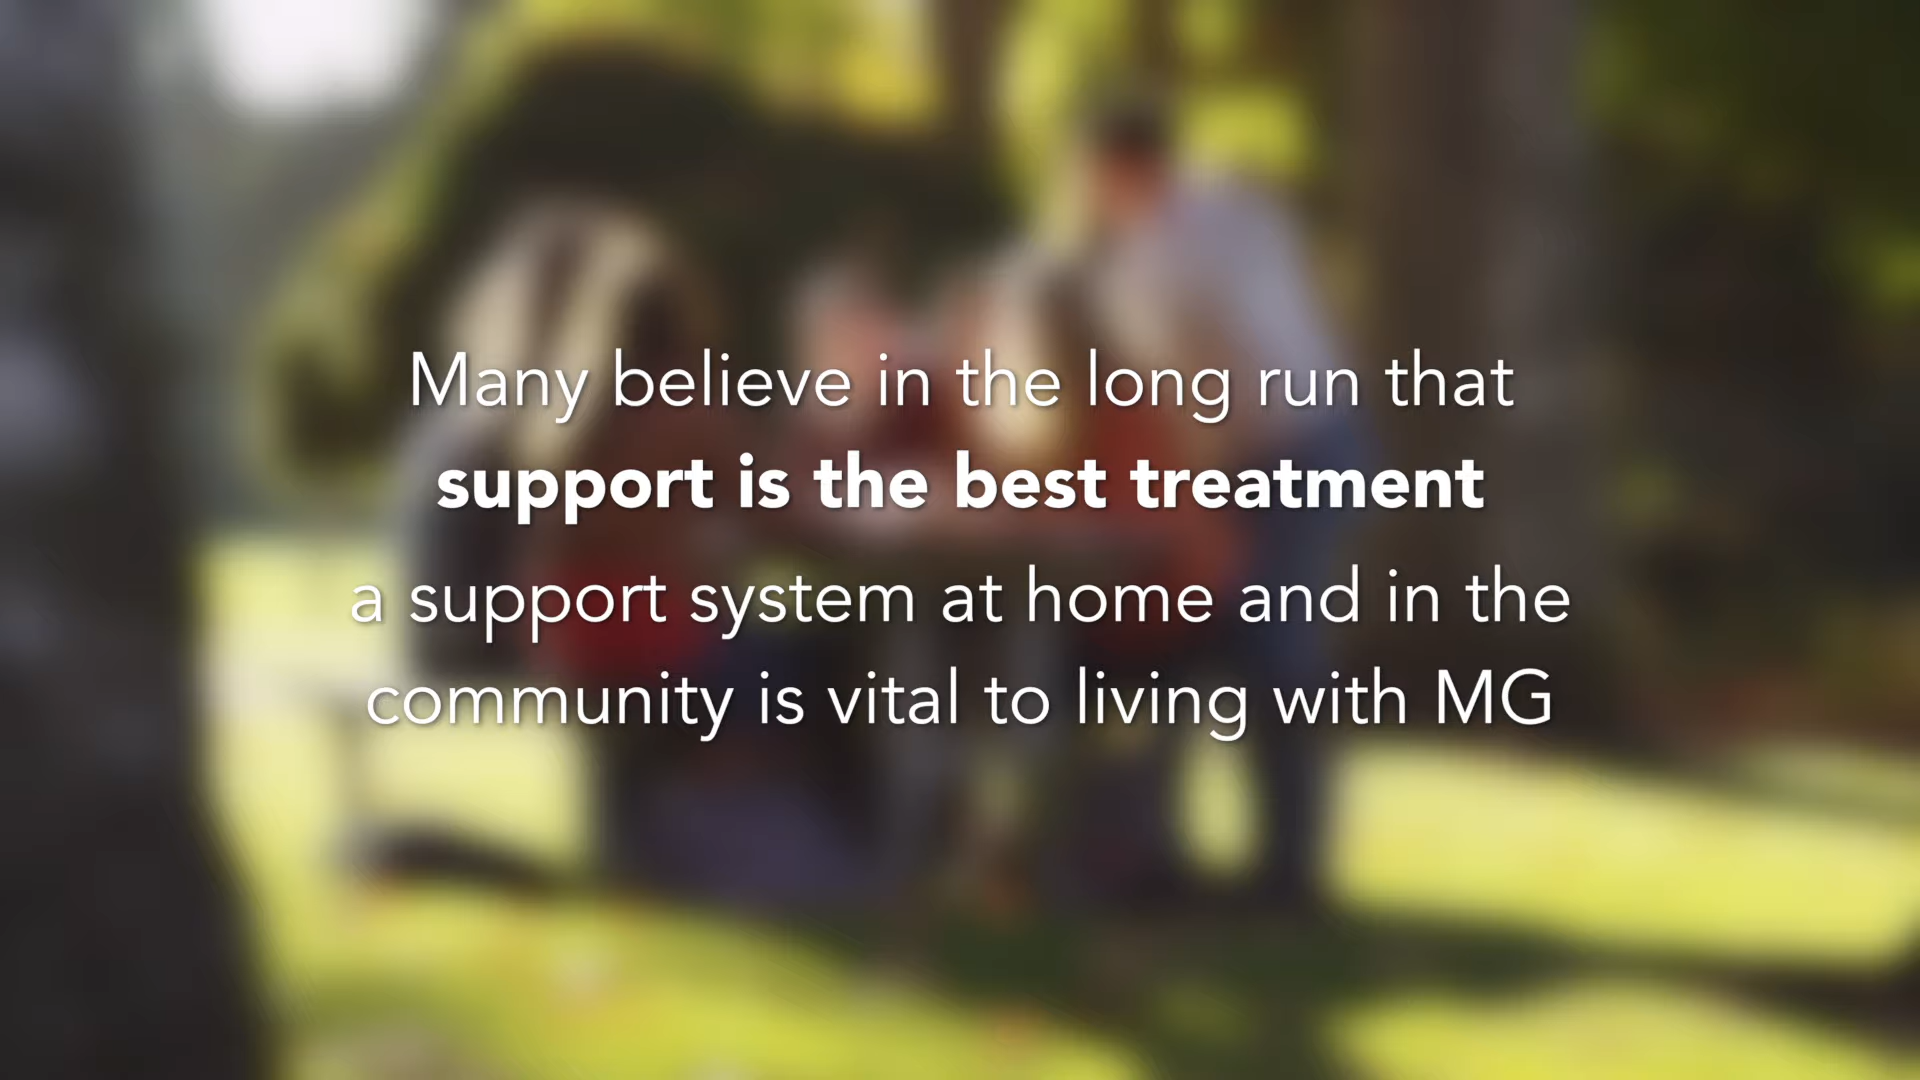 Many believe in the long run that
support is the best treatment
a support system at home and in the
community is vital to living with MG